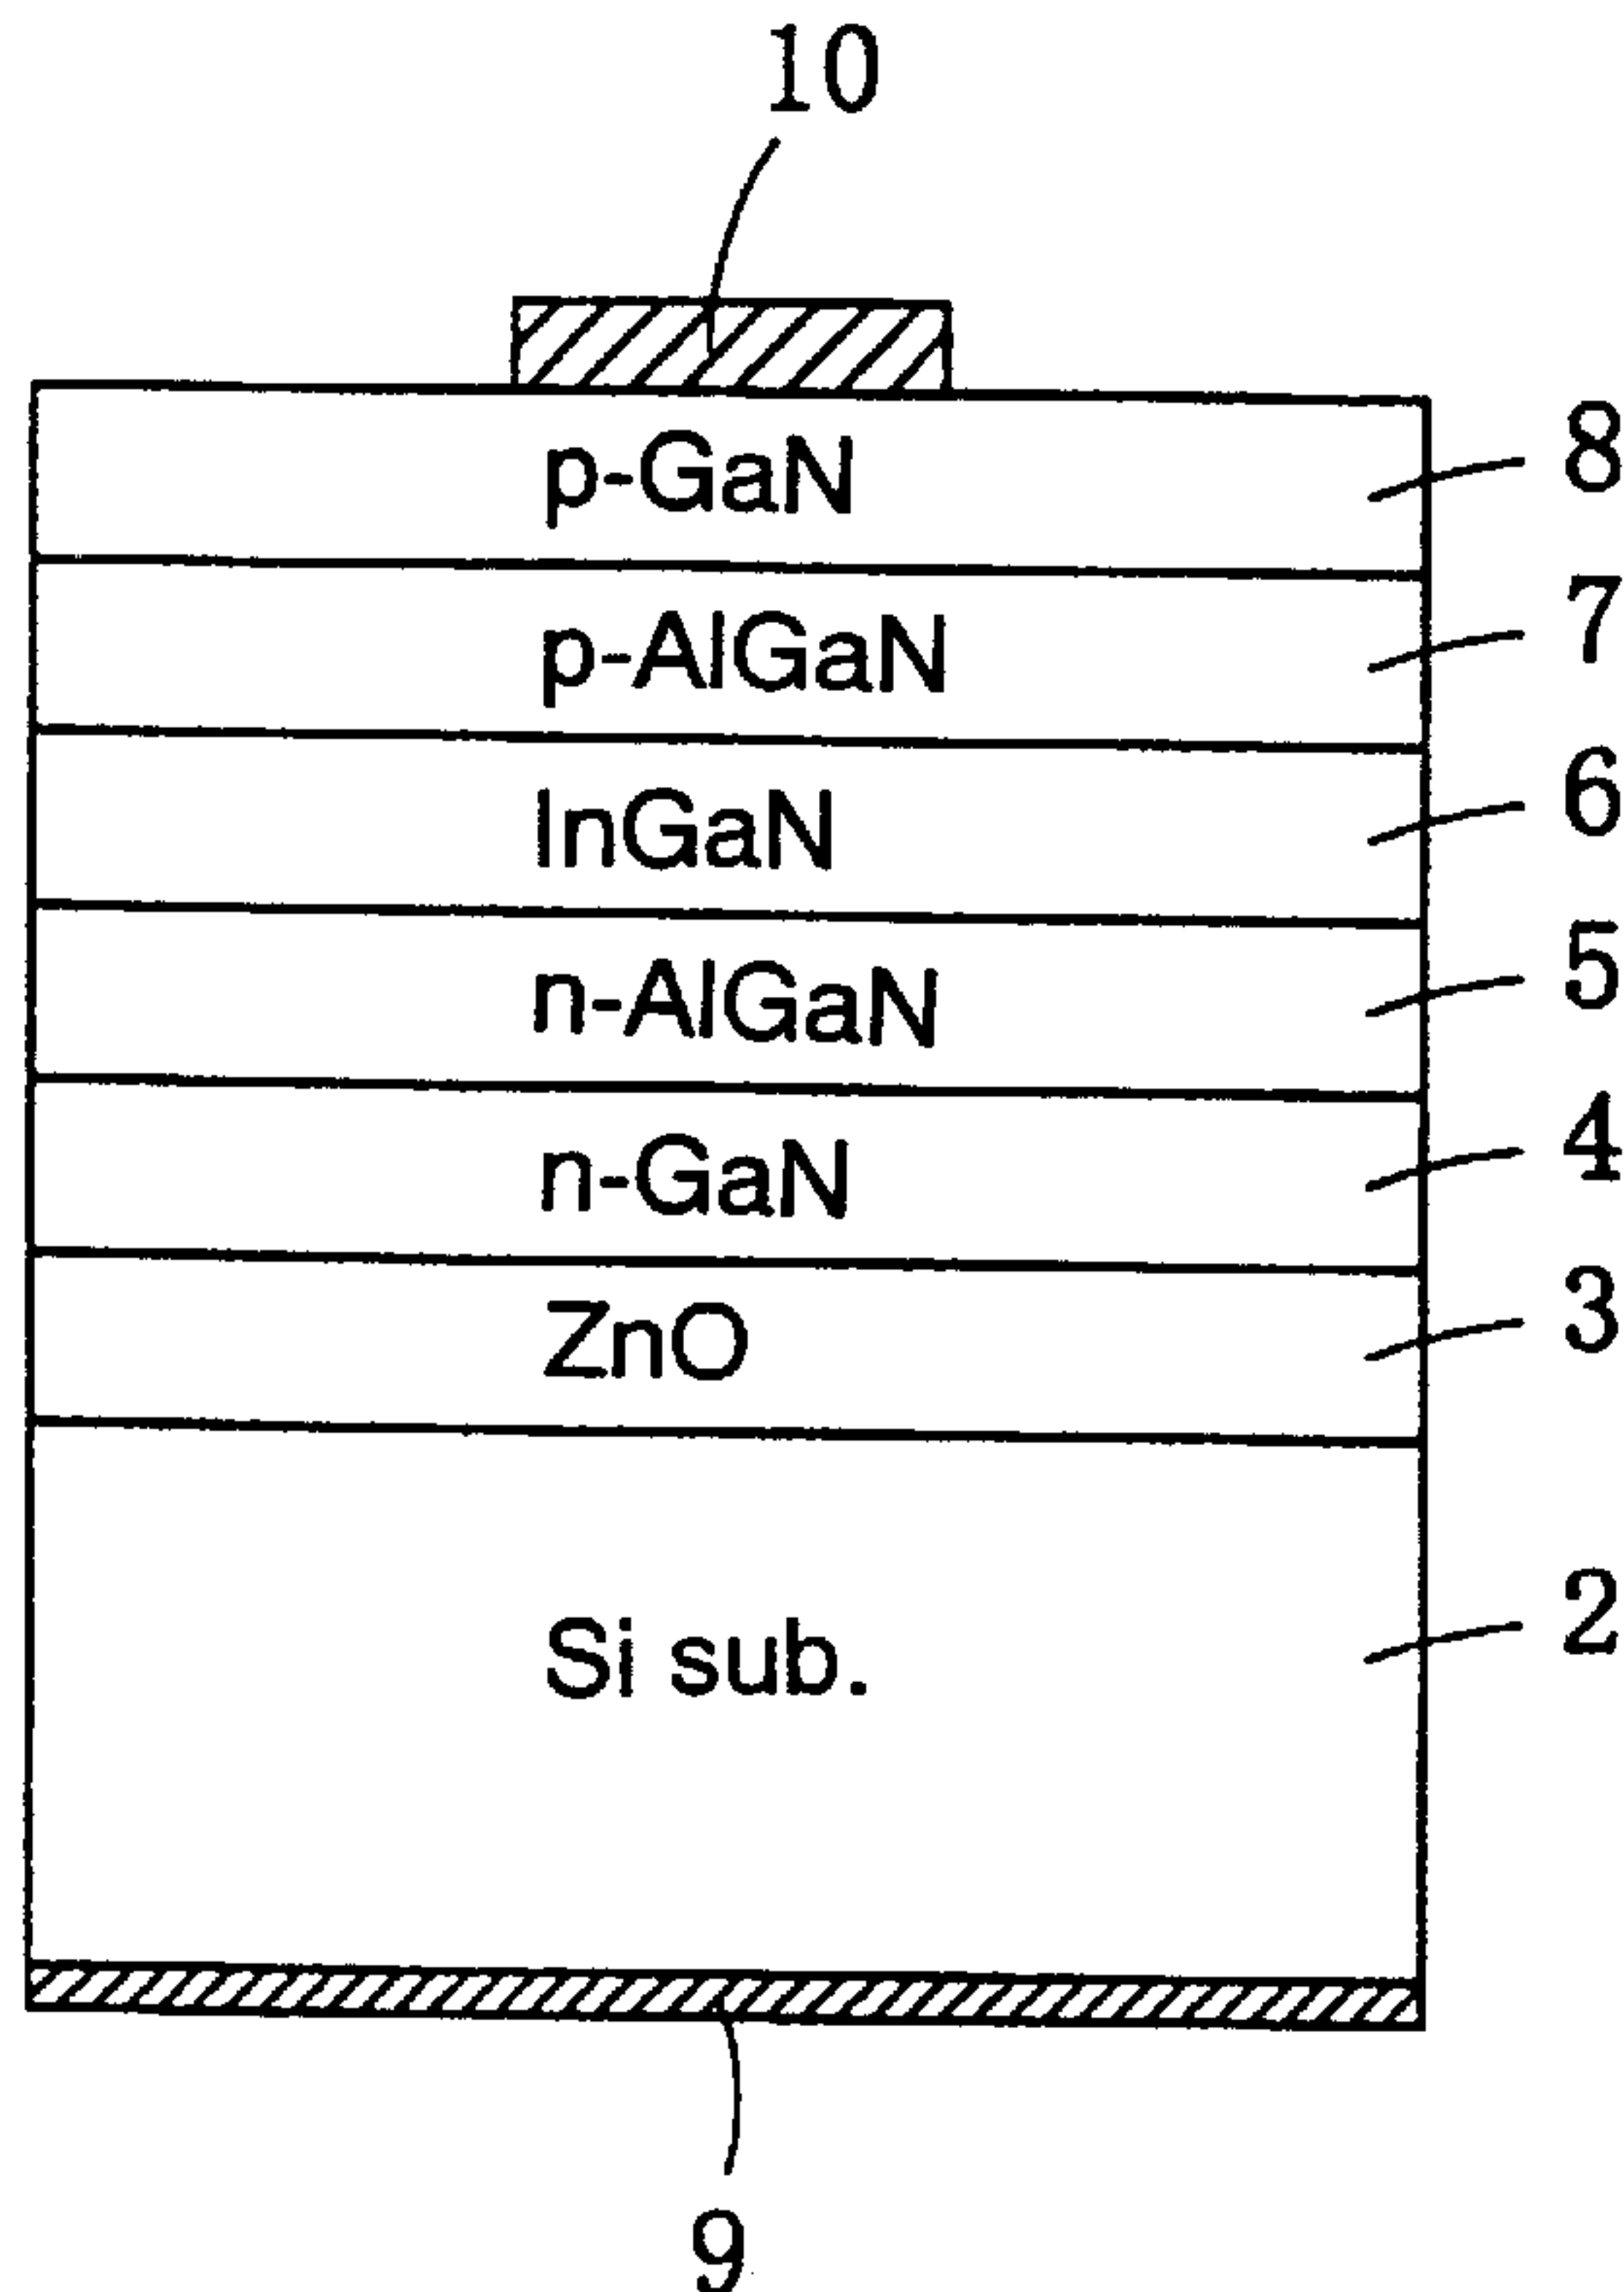 10
p-GaN 8
p-AlGaN 7
InGaN 6
n-AlGaN 5
n-GaN 4
ZnO 3
Si sub. 2
9